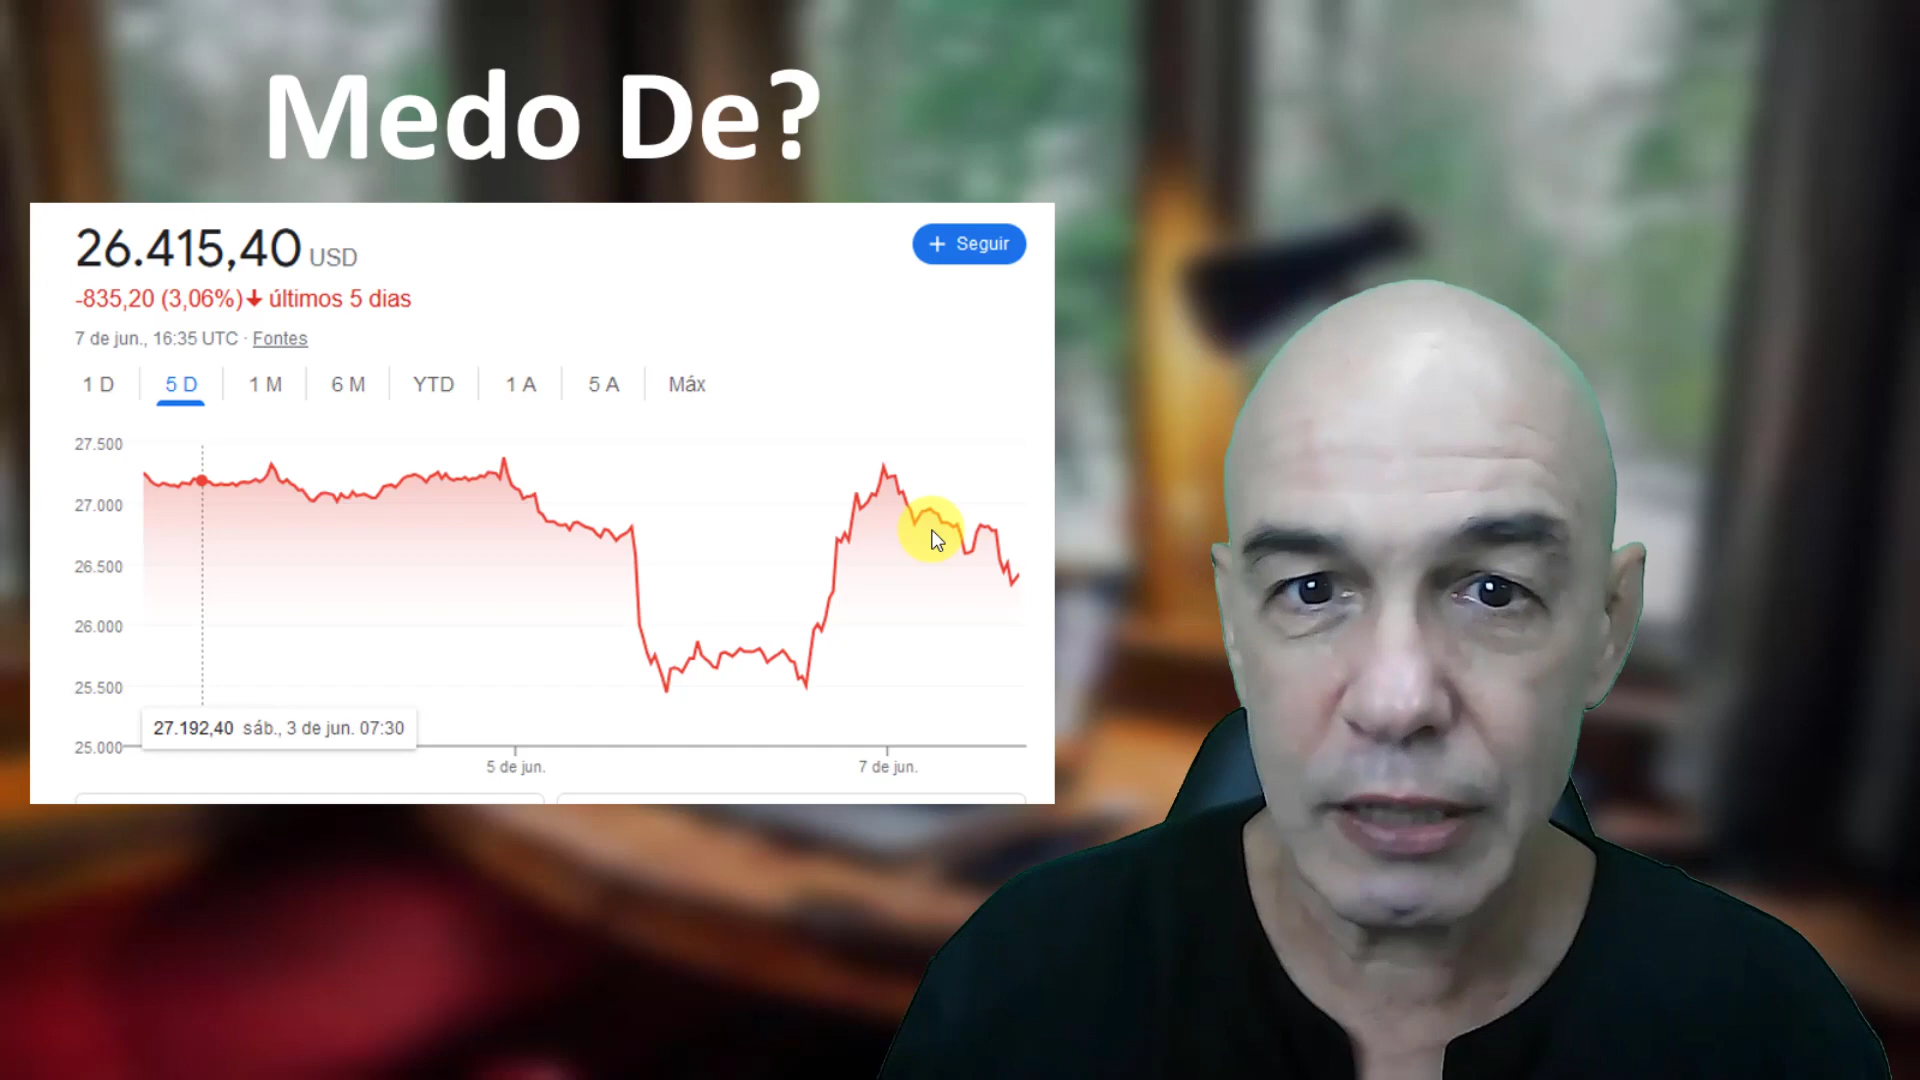 Medo De?
26.415,40 USD
+ Seguir
-835,20 (3,06%)↓ últimos 5 dias
7 de jun., 16:35 UTC · Fontes
1 D 5 D 1 M 6 M YTD 1 A 5 A Máx
27.500
27.000
26.500
26.000
25.500
27.192,40 sáb., 3 de jun. 07:30
25.000
5 de jun. 7 de jun.